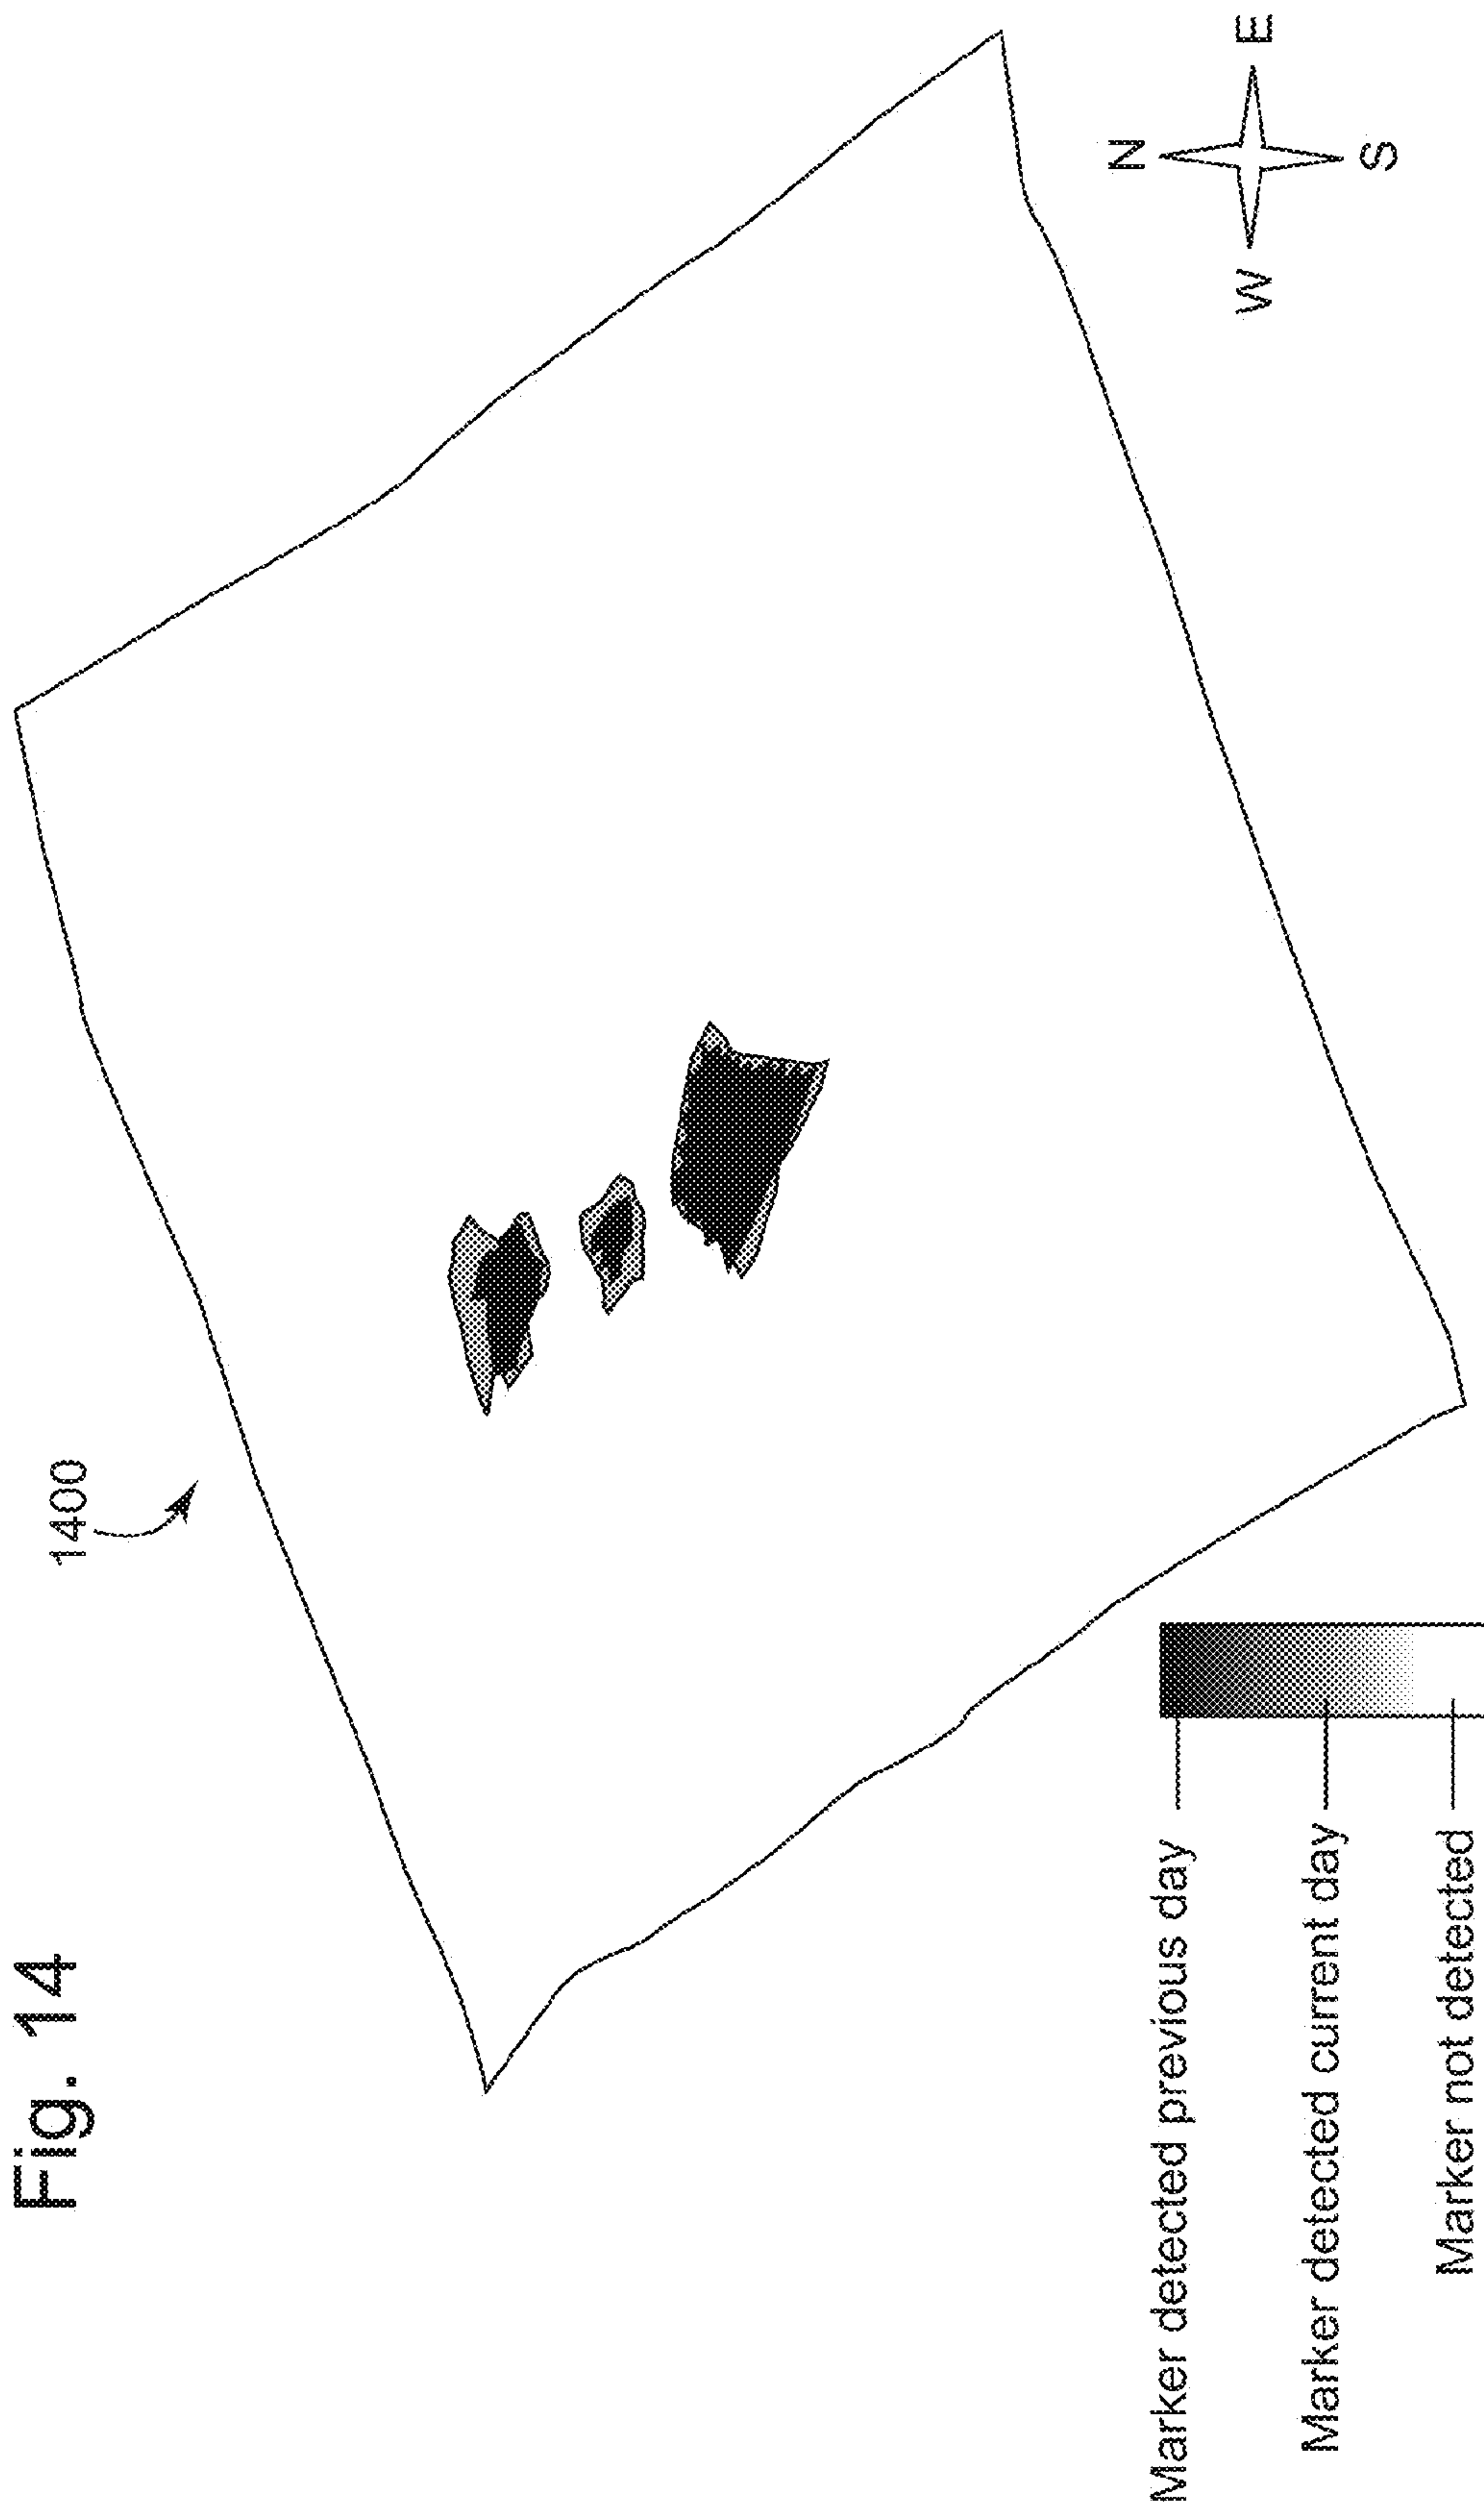 Fig. 14
1400
N
W
E
S
Marker detected previous day
Marker detected current day
Marker not detected